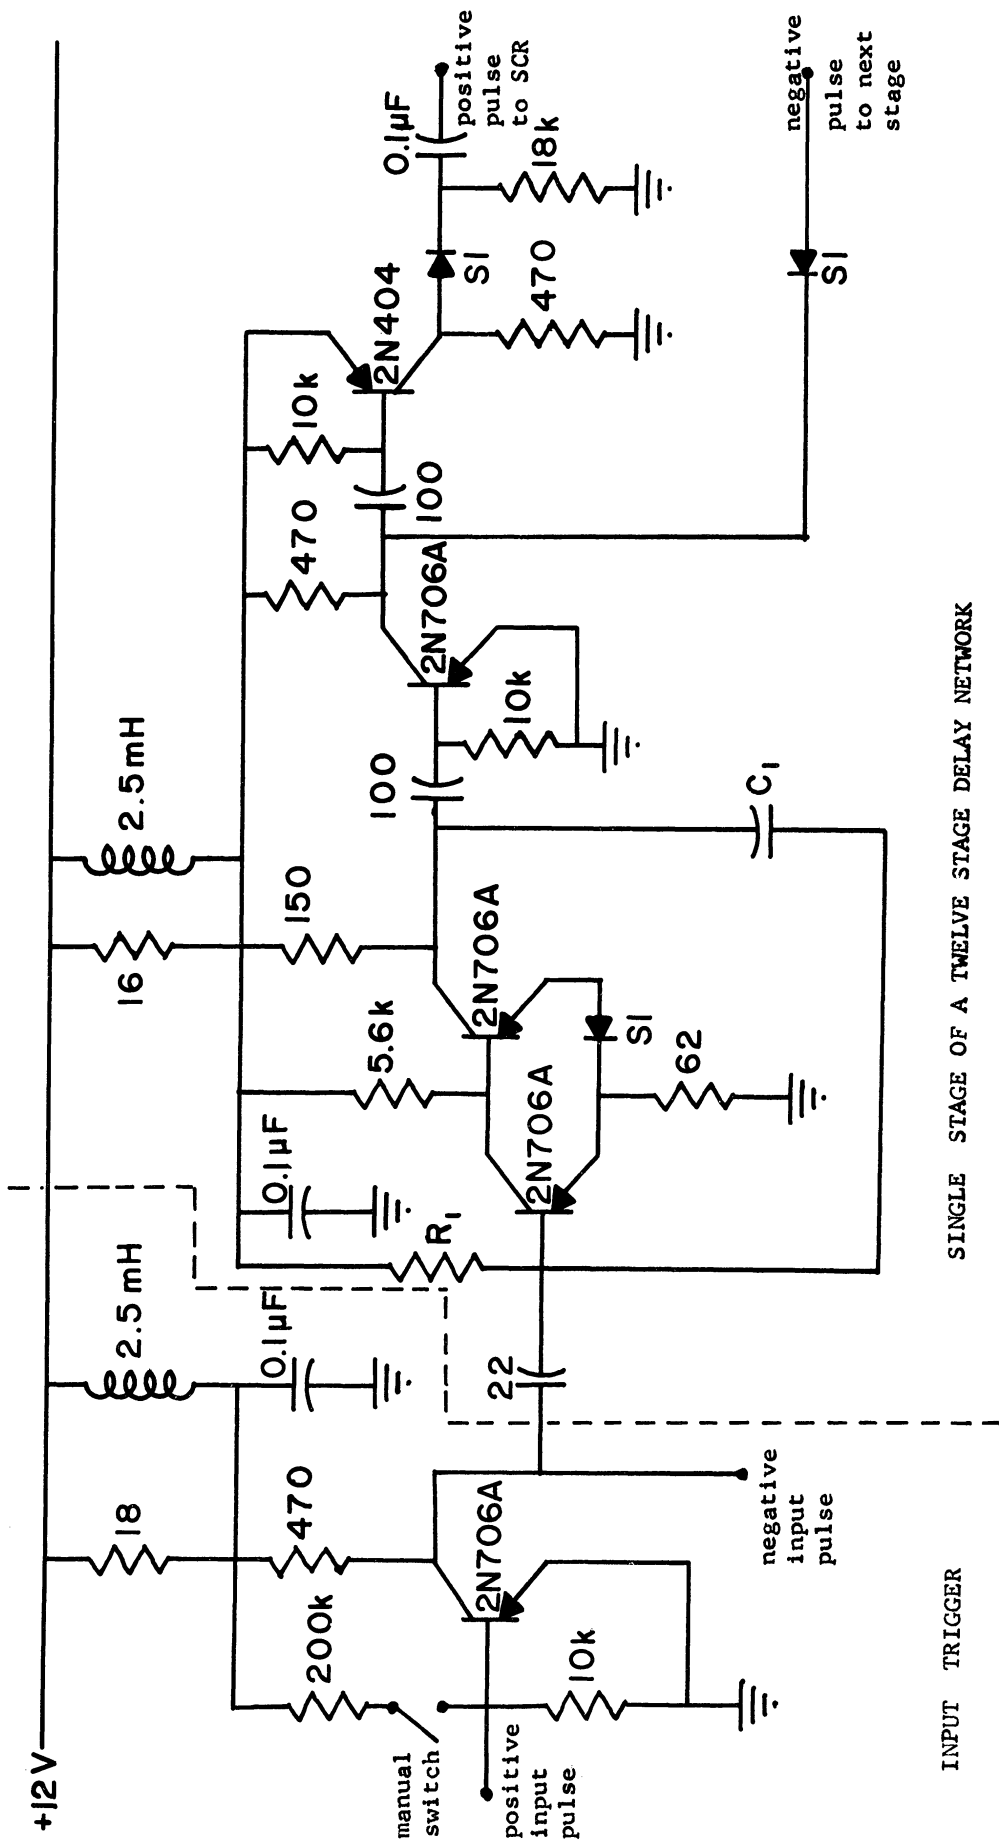 +12V
18
2.5mH
16
2.5mH
200k
470
0.1µF
0.1µF
R1
5.6k
150
470
10k
manual
switch
positive
input
pulse
2N706A
10k
negative
input
pulse
22
2N706A
2N706A
S1
62
100
C1
10k
2N706A
100
2N404
S1
470
18k
0.1µF
positive
pulse
to SCR
S1
negative
pulse
to next
stage
INPUT TRIGGER
SINGLE STAGE OF A TWELVE STAGE DELAY NETWORK